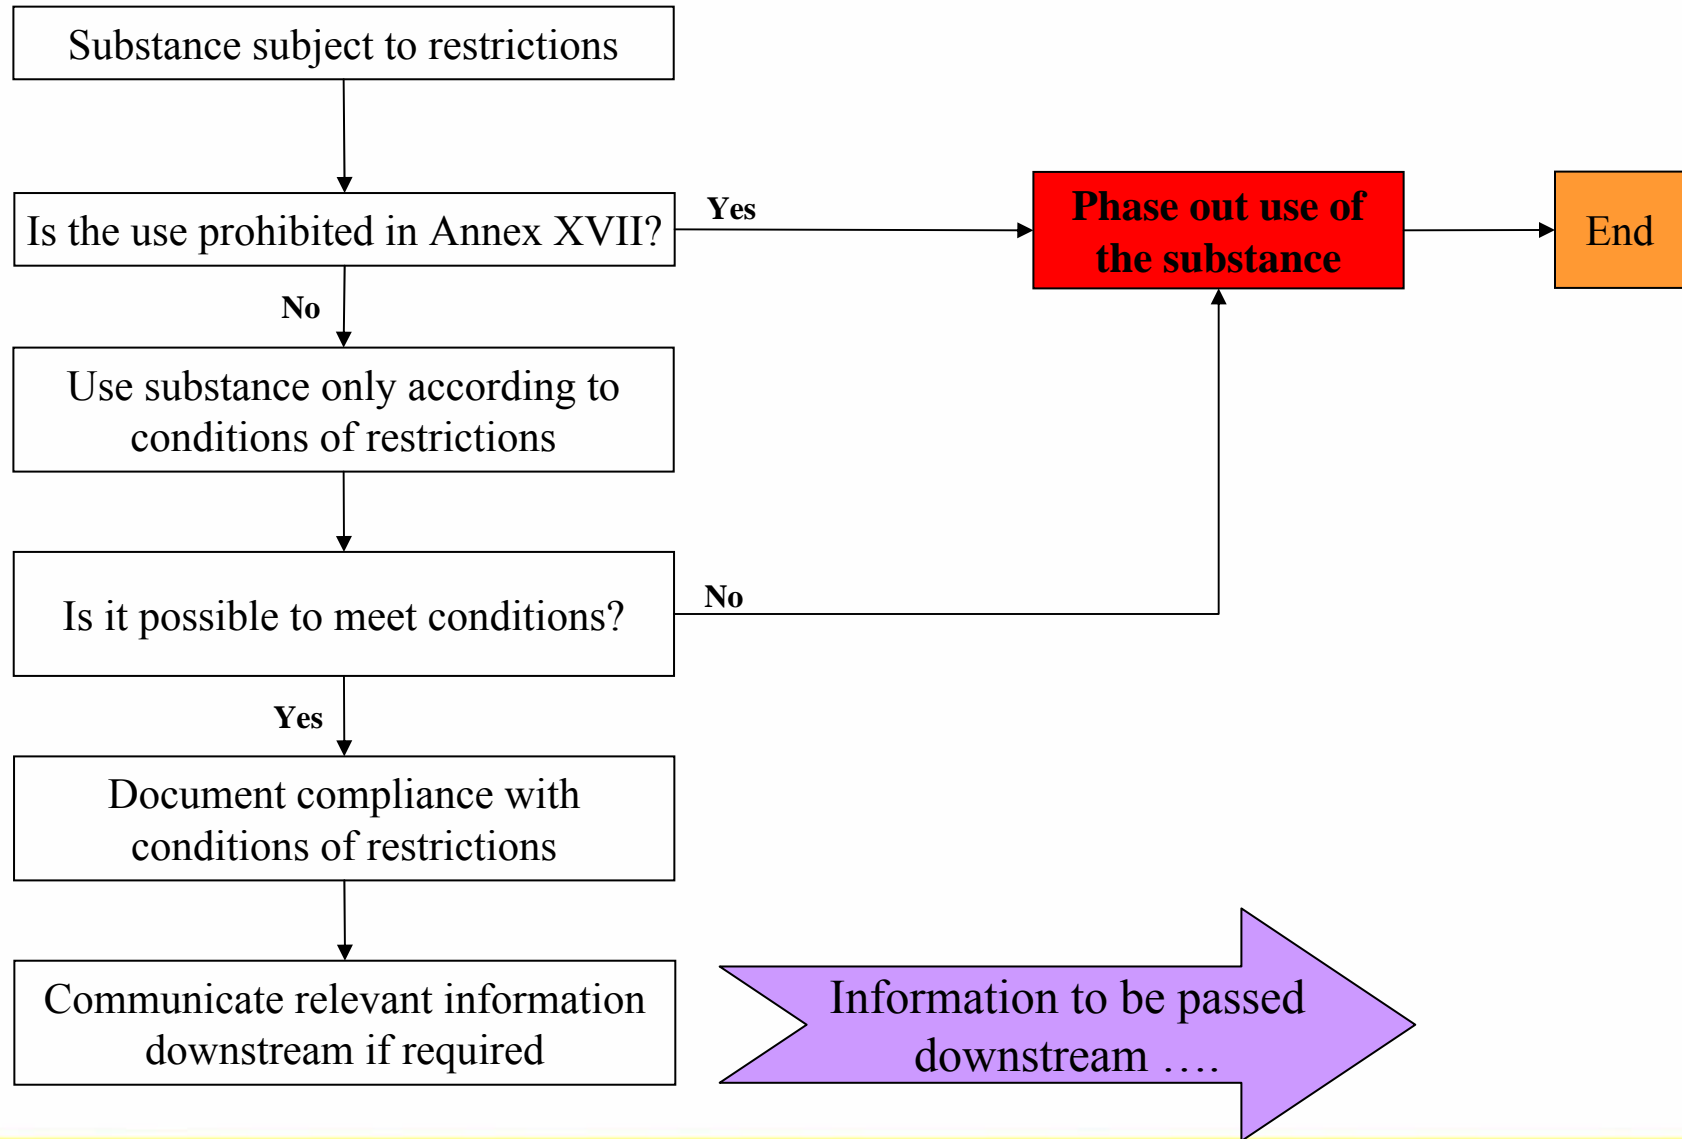 Substance subject to restrictions
Is the use prohibited in Annex XVII?
Yes
Phase out use of
the substance
End
No
Use substance only according to
conditions of restrictions
Is it possible to meet conditions?
No
Yes
Document compliance with
conditions of restrictions
Communicate relevant information
downstream if required
Information to be passed
downstream ….